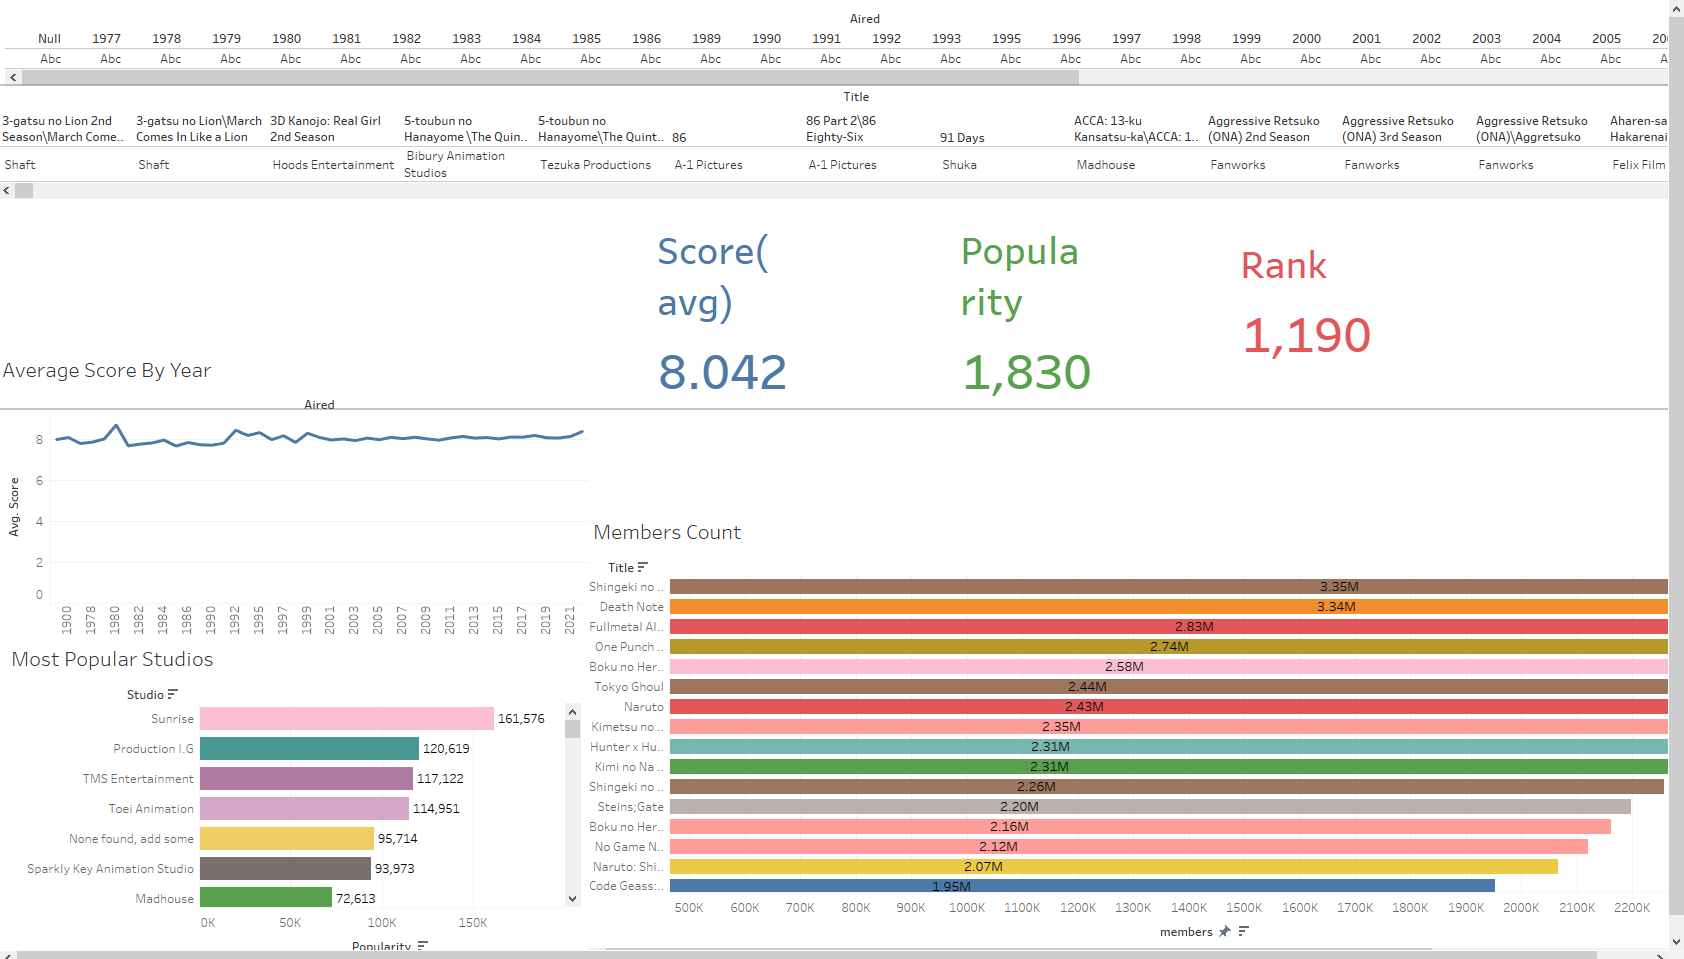 Aired
Null 1977 1978 1979 1980 1981 1982 1983 1984 1985 1986 1989 1990 1991 1992 1993 1995 1996 1997 1998 1999 2000 2001 2002 2003 2004 2005
Abc Abc Abc Abc Abc Abc Abc Abc Abc Abc Abc Abc Abc Abc Abc Abc Abc Abc Abc Abc Abc Abc Abc Abc Abc Abc Abc
Title
3-gatsu no Lion 2nd Season\March Come..
3-gatsu no Lion\March Comes In Like a Lion
3D Kanojo: Real Girl 2nd Season
5-toubun no Hanayome \The Quin..
5-toubun no Hanayome\The Quint..
86
86 Part 2\86 Eighty-Six
91 Days
ACCA: 13-ku Kansatsu-ka\ACCA: 1..
Aggressive Retsuko (ONA) 2nd Season
Aggressive Retsuko (ONA) 3rd Season
Aggressive Retsuko (ONA)\Aggretsuko
Aharen-sa Hakarenai
Shaft
Shaft
Hoods Entertainment
Bibury Animation Studios
Tezuka Productions
A-1 Pictures
A-1 Pictures
Shuka
Madhouse
Fanworks
Fanworks
Fanworks
Felix Film
Score(
avg)
8.042
Popula
rity
1,830
Rank
1,190
Average Score By Year
Aired
Avg. Score
8
6
4
2
0
1900 1978 1980 1982 1984 1986 1990 1992 1995 1997 1999 2001 2003 2005 2007 2009 2011 2013 2015 2017 2019 2021
Most Popular Studios
Studio
Sunrise 161,576
Production I.G 120,619
TMS Entertainment 117,122
Toei Animation 114,951
None found, add some 95,714
Sparkly Key Animation Studio 93,973
Madhouse 72,613
0K 50K 100K 150K
Popularity
Members Count
Title
Shingeki no .. 3.35M
Death Note 3.34M
Fullmetal Al.. 2.83M
One Punch .. 2.74M
Boku no Her.. 2.58M
Tokyo Ghoul 2.44M
Naruto 2.43M
Kimetsu no .. 2.35M
Hunter x Hu.. 2.31M
Kimi no Na .. 2.31M
Shingeki no .. 2.26M
Steins;Gate 2.20M
Boku no Her.. 2.16M
No Game N.. 2.12M
Naruto: Shi.. 2.07M
Code Geass:.. 1.95M
500K 600K 700K 800K 900K 1000K 1100K 1200K 1300K 1400K 1500K 1600K 1700K 1800K 1900K 2000K 2100K 2200K
members